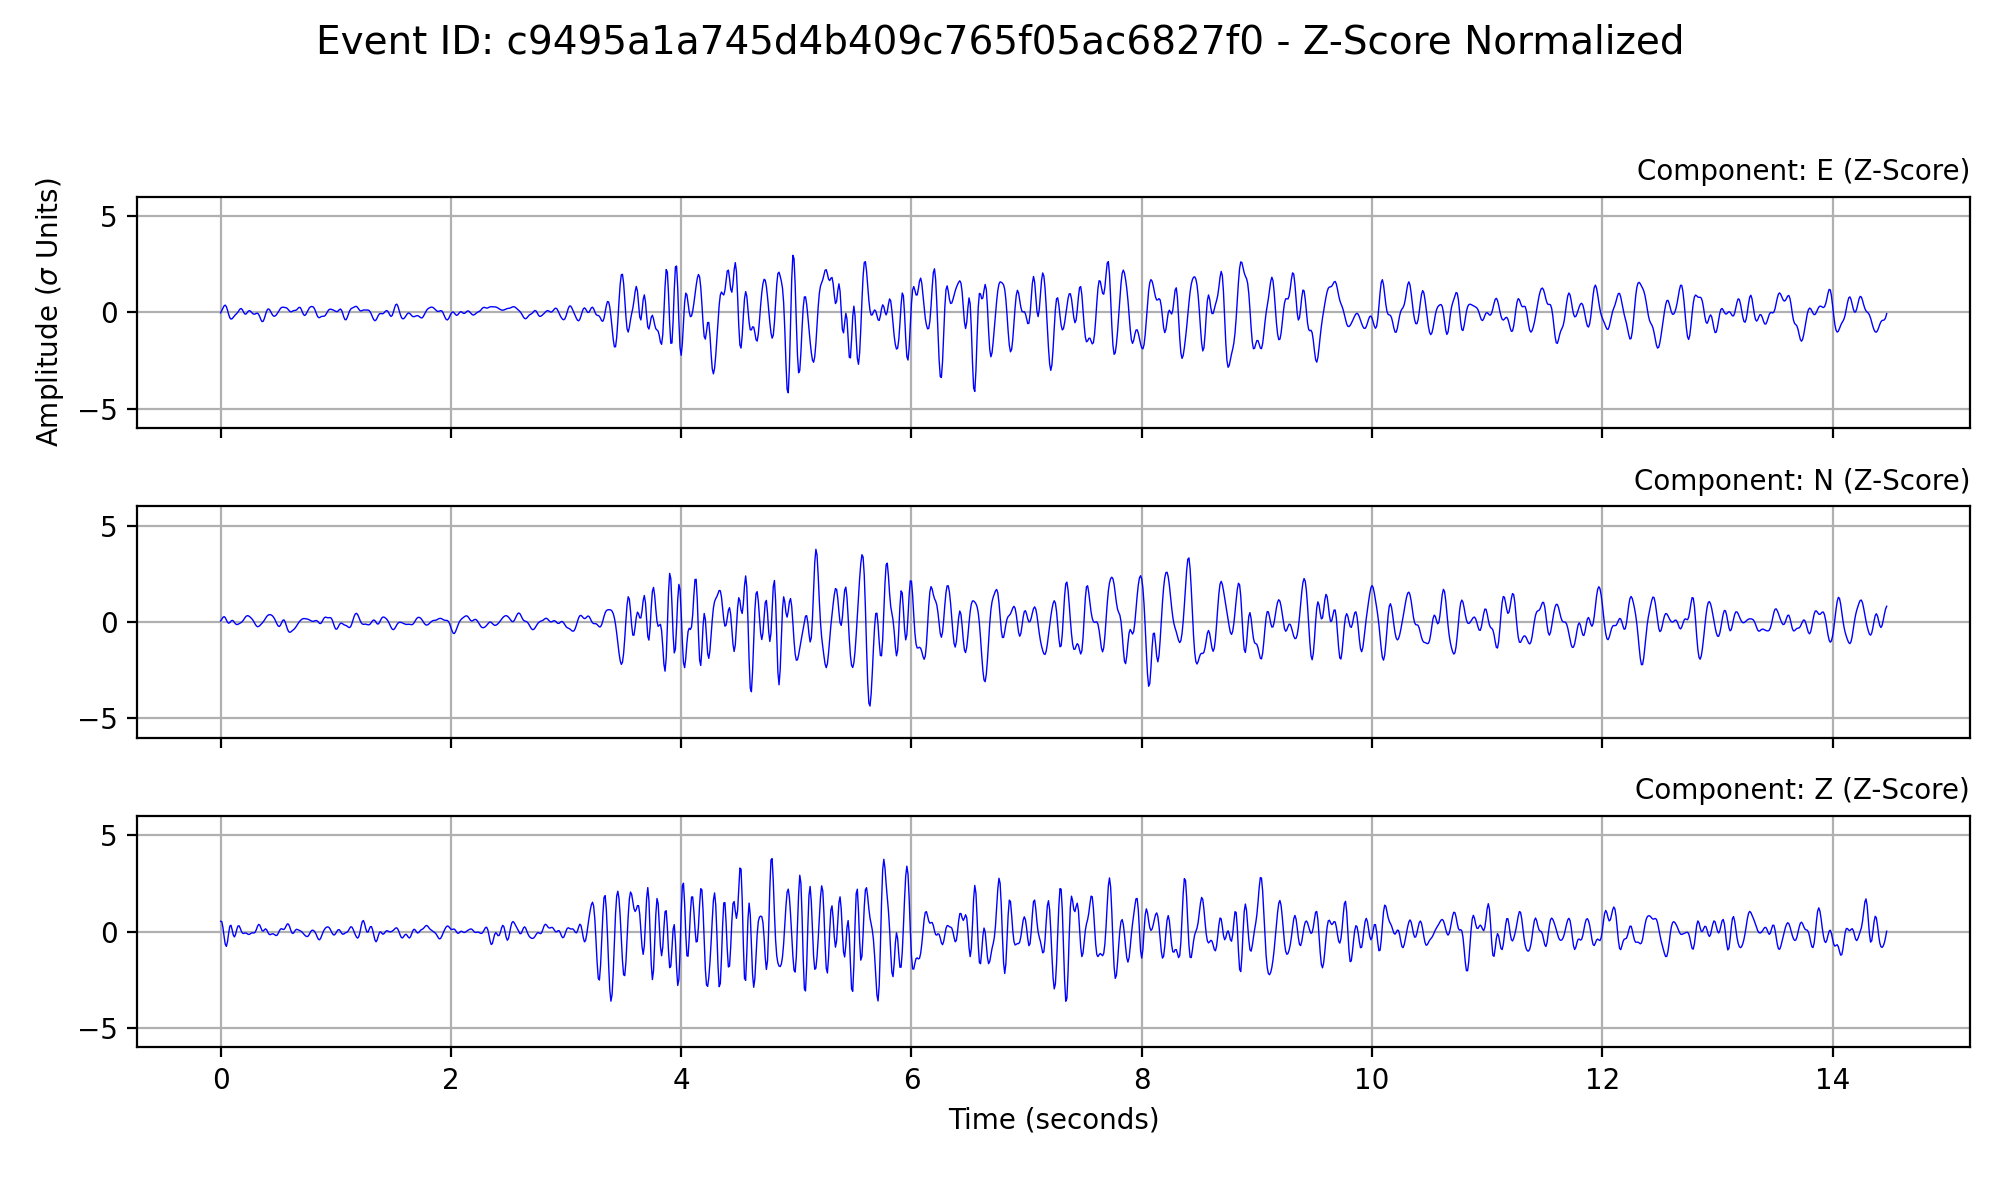 Event ID: c9495a1a745d4b409c765f05ac6827f0 - Z-Score Normalized
Component: E (Z-Score)
Amplitude (σ Units)
5
0
−5
Component: N (Z-Score)
5
0
−5
Component: Z (Z-Score)
5
0
−5
0 2 4 6 8 10 12 14
Time (seconds)